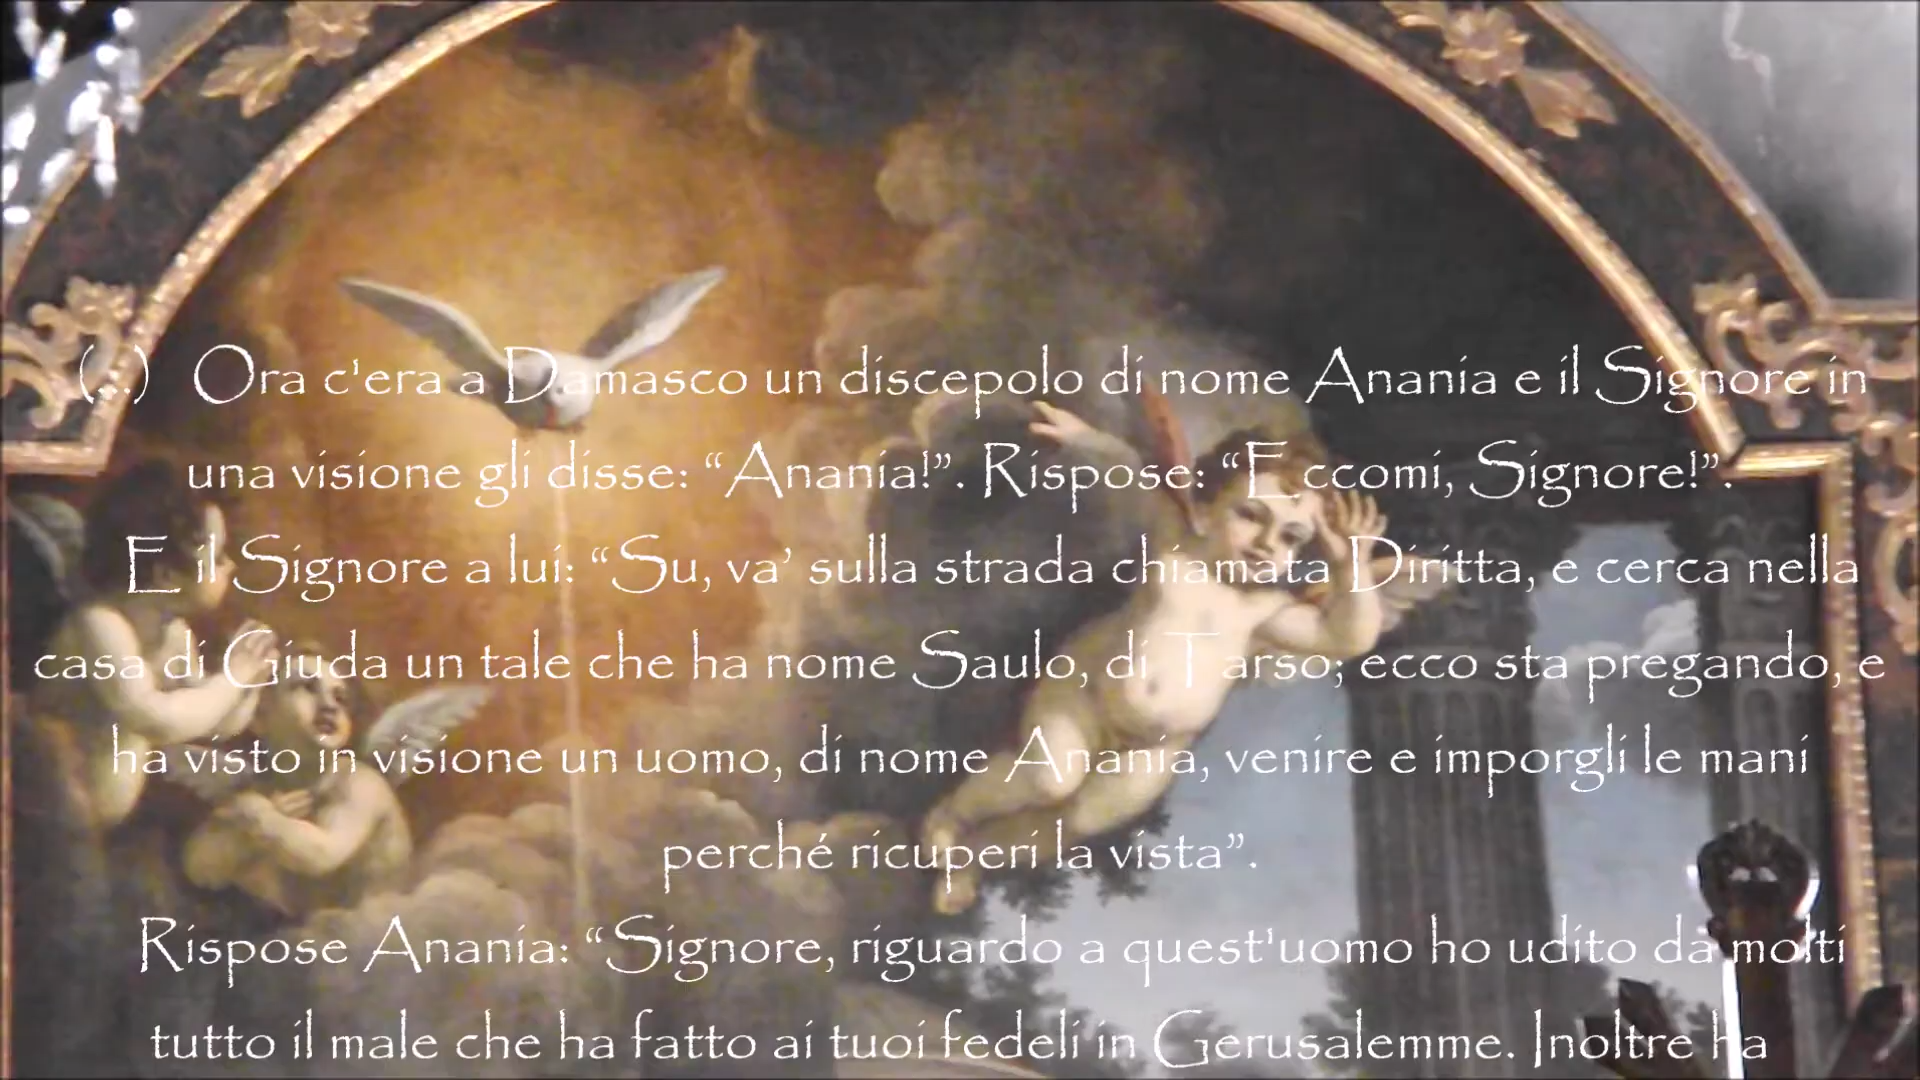 (...) Ora c'era a Damasco un discepolo di nome Anania e il Signore in
una visione gli disse: “Anania!”. Rispose: “Eccomi, Signore!”.
E il Signore a lui: “Su, va’ sulla strada chiamata Diritta, e cerca nella
casa di Giuda un tale che ha nome Saulo, di Tarso; ecco sta pregando, e
ha visto in visione un uomo, di nome Anania, venire e imporgli le mani
perché ricuperi la vista”.
Rispose Anania: “Signore, riguardo a quest'uomo ho udito da molti
tutto il male che ha fatto ai tuoi fedeli in Gerusalemme. Inoltre ha